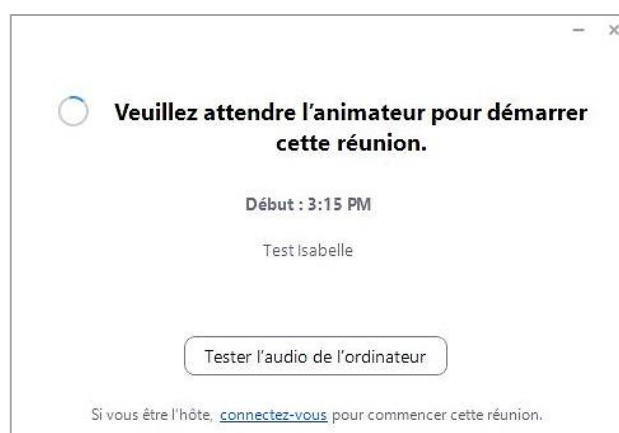 Veuillez attendre l'animateur pour démarrer
cette réunion.
Début : 3:15 PM
Test Isabelle
Tester l'audio de l'ordinateur
Si vous être l'hôte, connectez-vous pour commencer cette réunion.